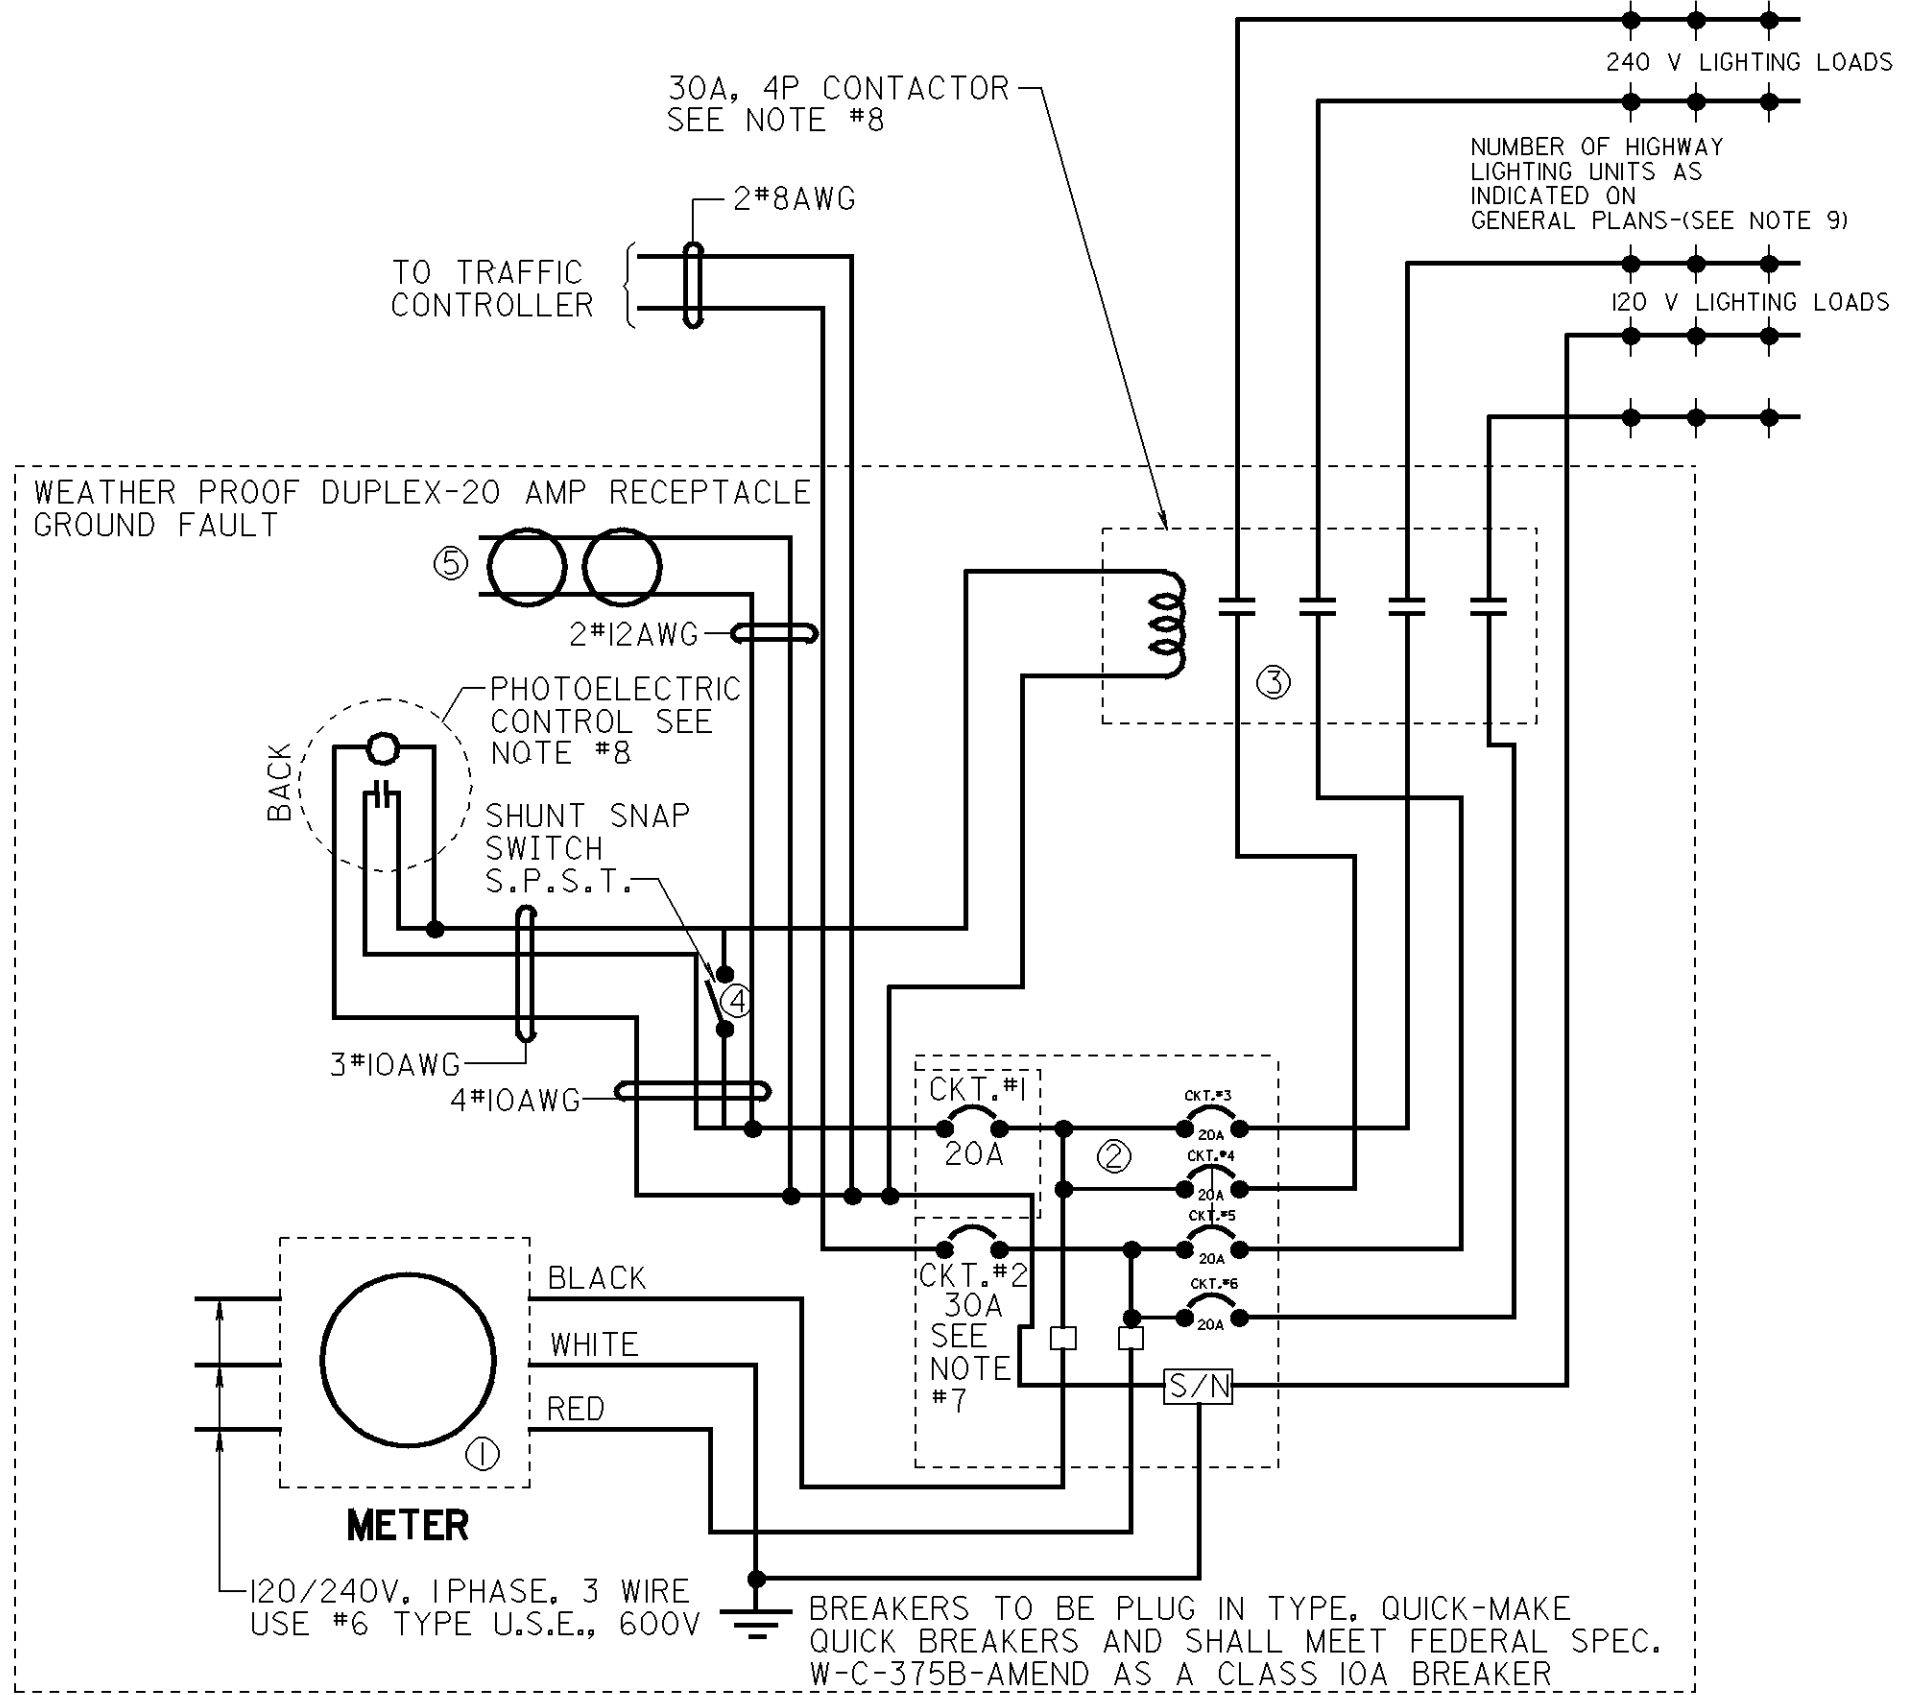 240 V LIGHTING LOADS
30A, 4P CONTACTOR
SEE NOTE #8
NUMBER OF HIGHWAY
LIGHTING UNITS AS
INDICATED ON
GENERAL PLANS-(SEE NOTE 9)
2#8AWG
TO TRAFFIC
CONTROLLER
120 V LIGHTING LOADS
WEATHER PROOF DUPLEX-20 AMP RECEPTACLE
GROUND FAULT
5
2#12AWG
3
PHOTOELECTRIC
CONTROL SEE
NOTE #8
BACK
SHUNT SNAP
SWITCH
S.P.S.T.
4
3#10AWG
4#10AWG
CKT.#1
20A
2
CKT.#3
20A
CKT.#4
20A
CKT.#5
20A
CKT.#6
20A
CKT.#2
30A
SEE
NOTE
#7
S/N
BLACK
WHITE
RED
1
METER
120/240V, 1PHASE, 3 WIRE
USE #6 TYPE U.S.E., 600V
BREAKERS TO BE PLUG IN TYPE, QUICK-MAKE
QUICK BREAKERS AND SHALL MEET FEDERAL SPEC.
W-C-375B-AMEND AS A CLASS 10A BREAKER